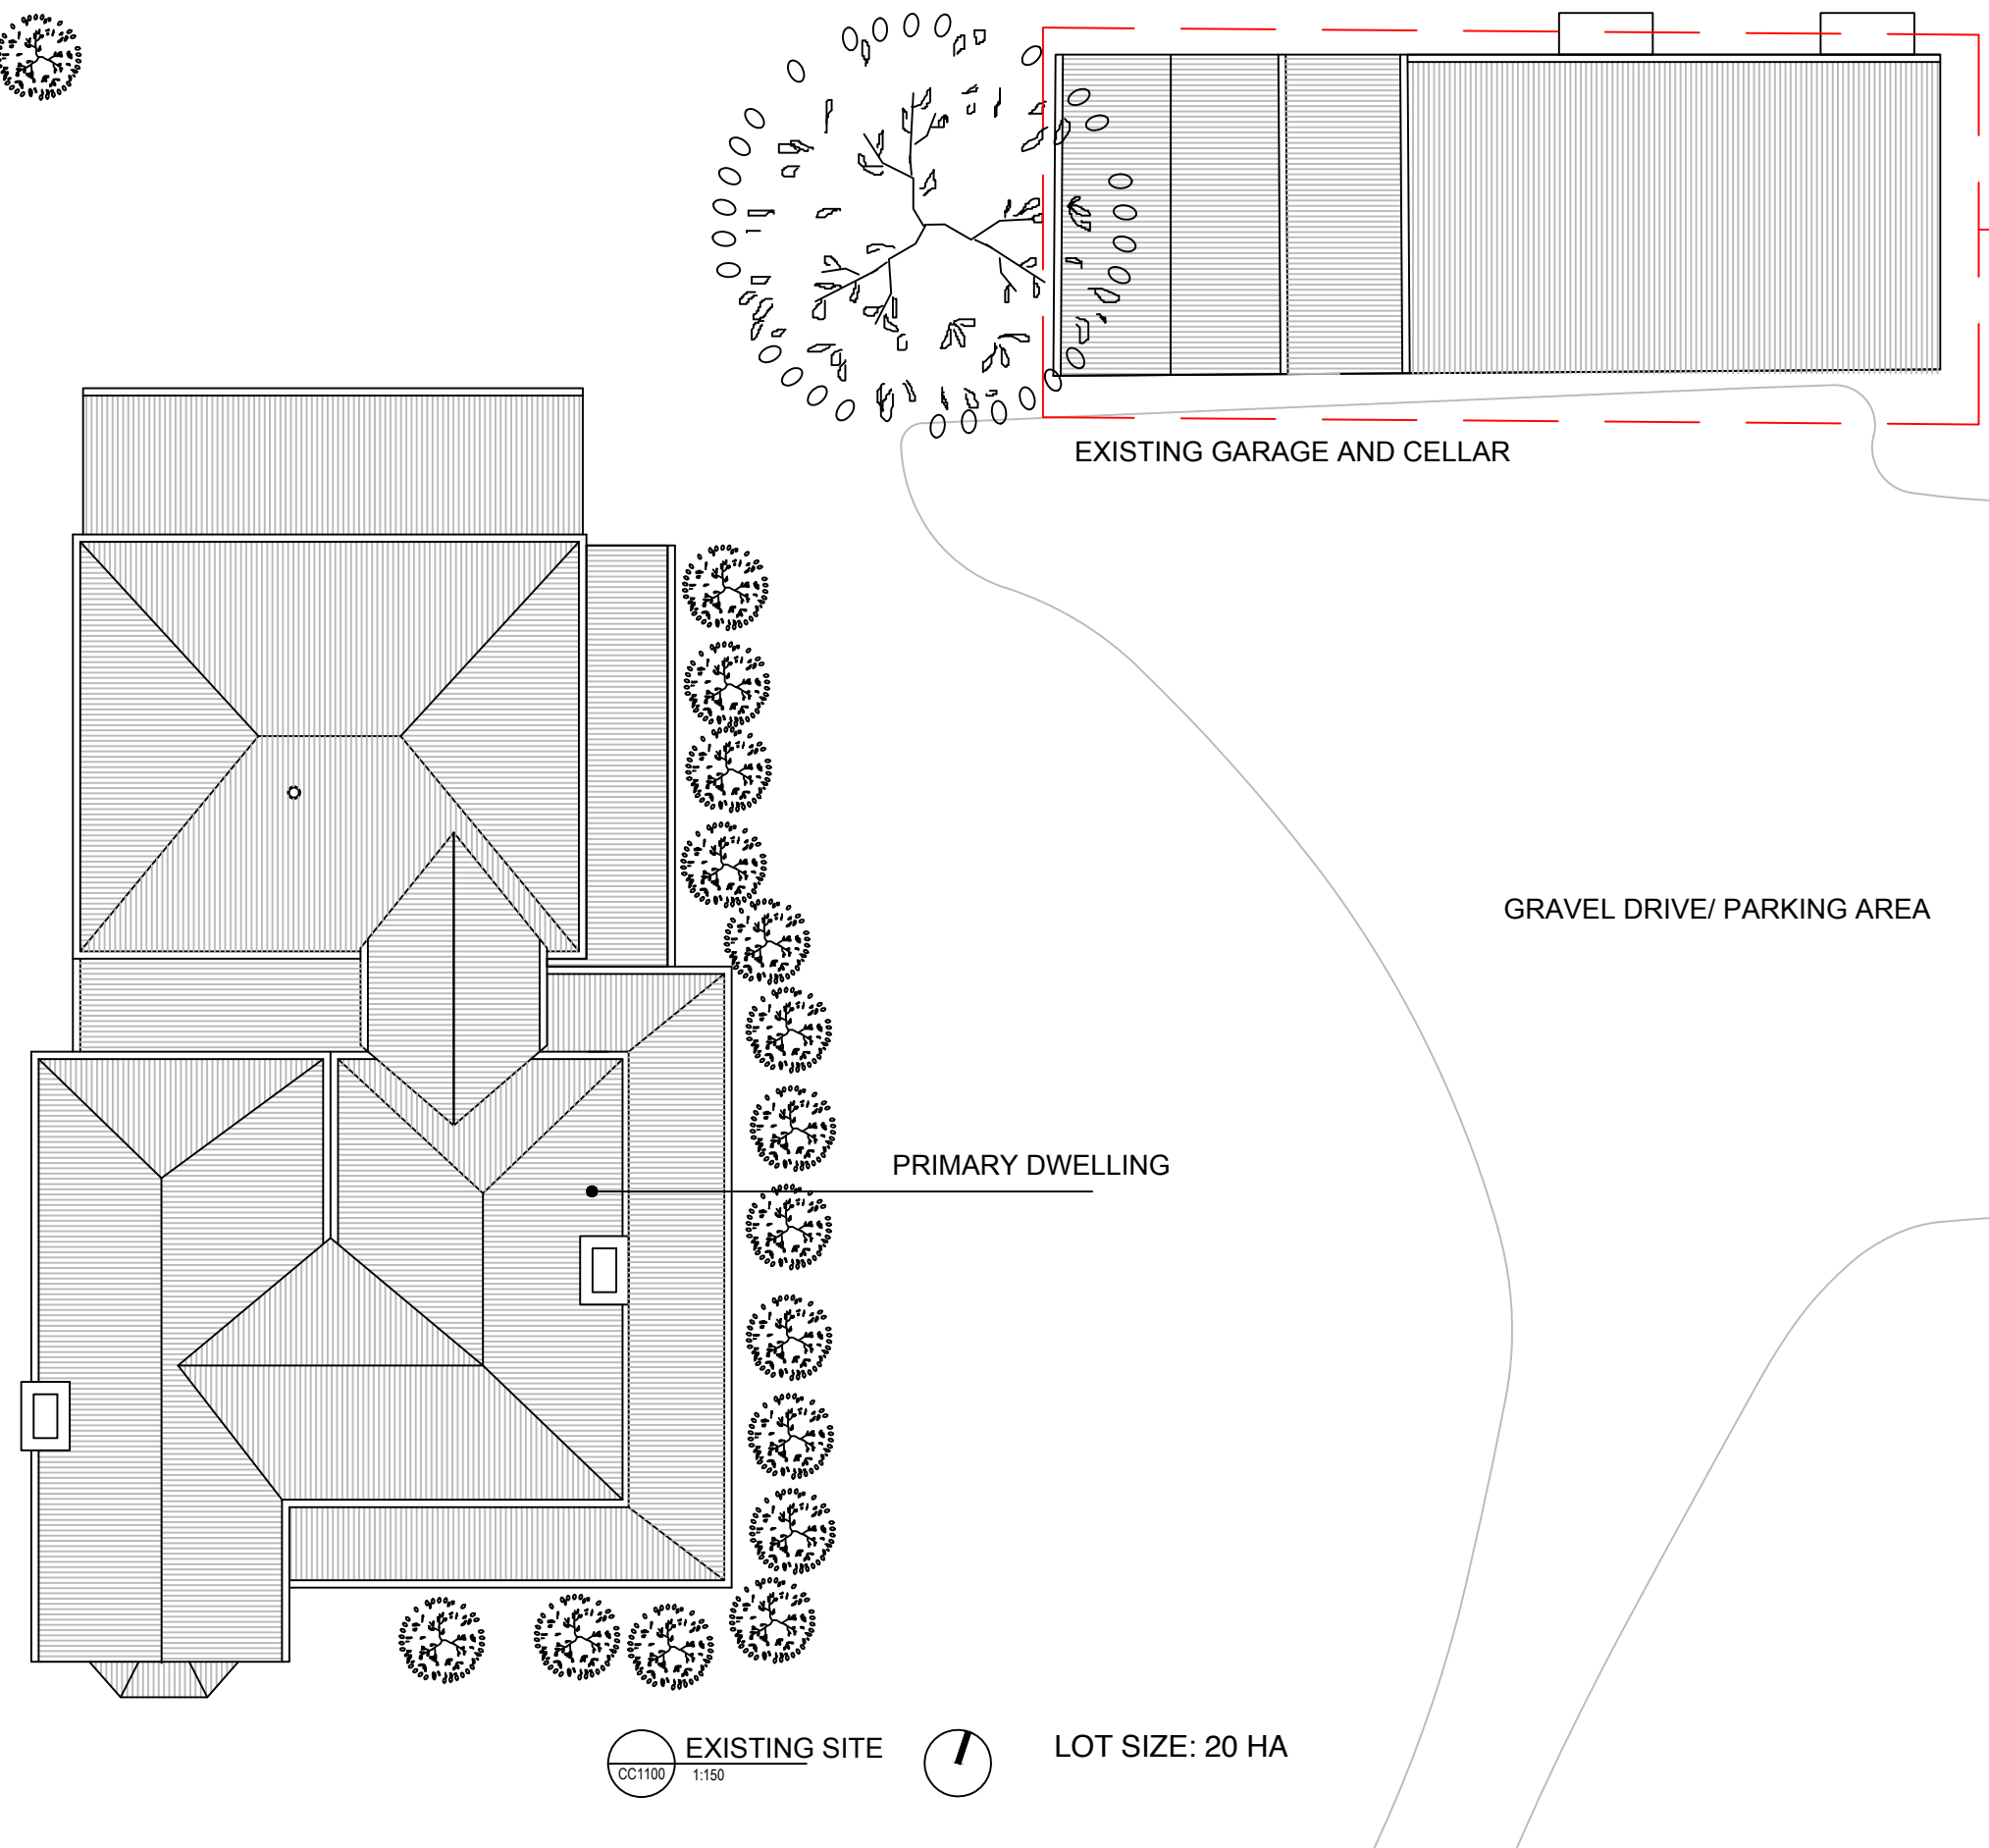 EXISTING GARAGE AND CELLAR
GRAVEL DRIVE/ PARKING AREA
PRIMARY DWELLING
EXISTING SITE
CC1100 1:150
LOT SIZE: 20 HA